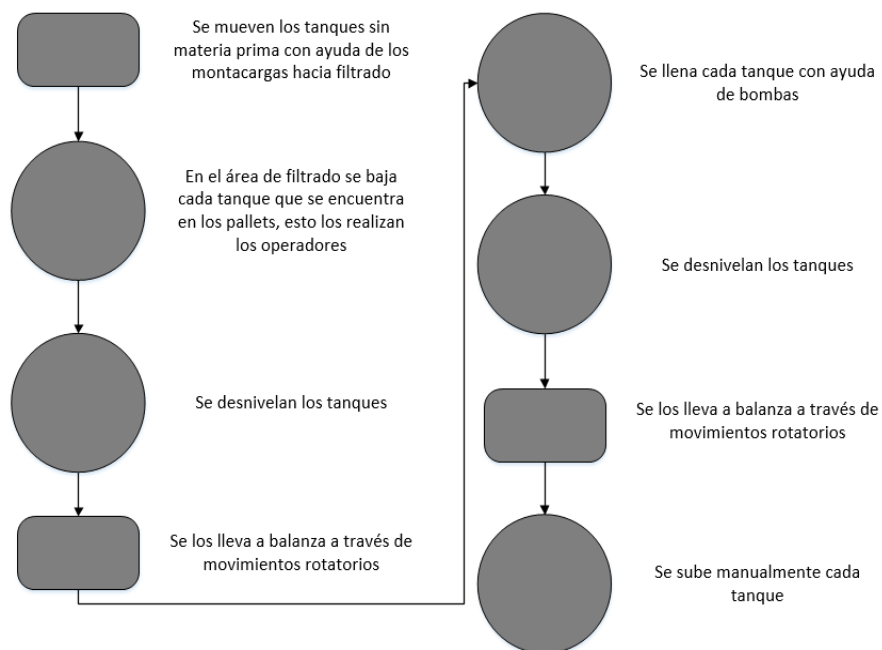 Se mueven los tanques sin
materia prima con ayuda de los
montacargas hacia filtrado
En el área de filtrado se baja
cada tanque que se encuentra
en los pallets, esto los realizan
los operadores
Se desnivelan los tanques
Se los lleva a balanza a través de
movimientos rotatorios
Se llena cada tanque con ayuda
de bombas
Se desnivelan los tanques
Se los lleva a balanza a través de
movimientos rotatorios
Se sube manualmente cada
tanque